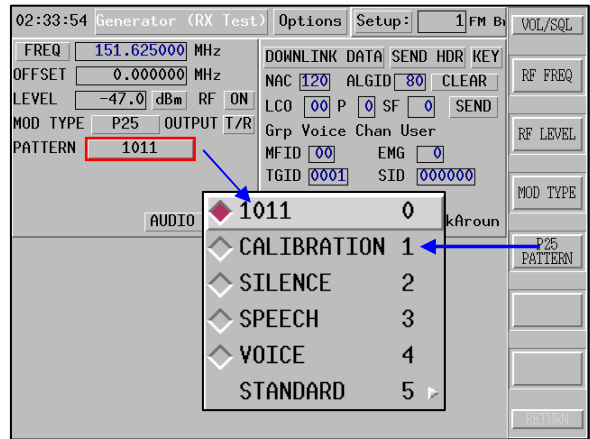 02:33:54 Generator (RX Test) Options Setup: 1 FM
FREQ 151.625000 MHz
OFFSET 0.000000 MHz
LEVEL -47.0 dBm RF ON
MOD TYPE P25 OUTPUT T/R
PATTERN 1011
DOWNLINK DATA SEND HDR KEY
NAC 120 ALGID 80 CLEAR
LCO 00 P 0 SF 0 SEND
Grp Voice Chan User
MFID 00 EMG 0
TGID 0001 SID 000000
AUDIO
kAroun
1011 0
CALIBRATION 1
SILENCE 2
SPEECH 3
VOICE 4
STANDARD 5
VOL/SQL
RF FREQ
RF LEVEL
MOD TYPE
P25
PATTERN
RETURN